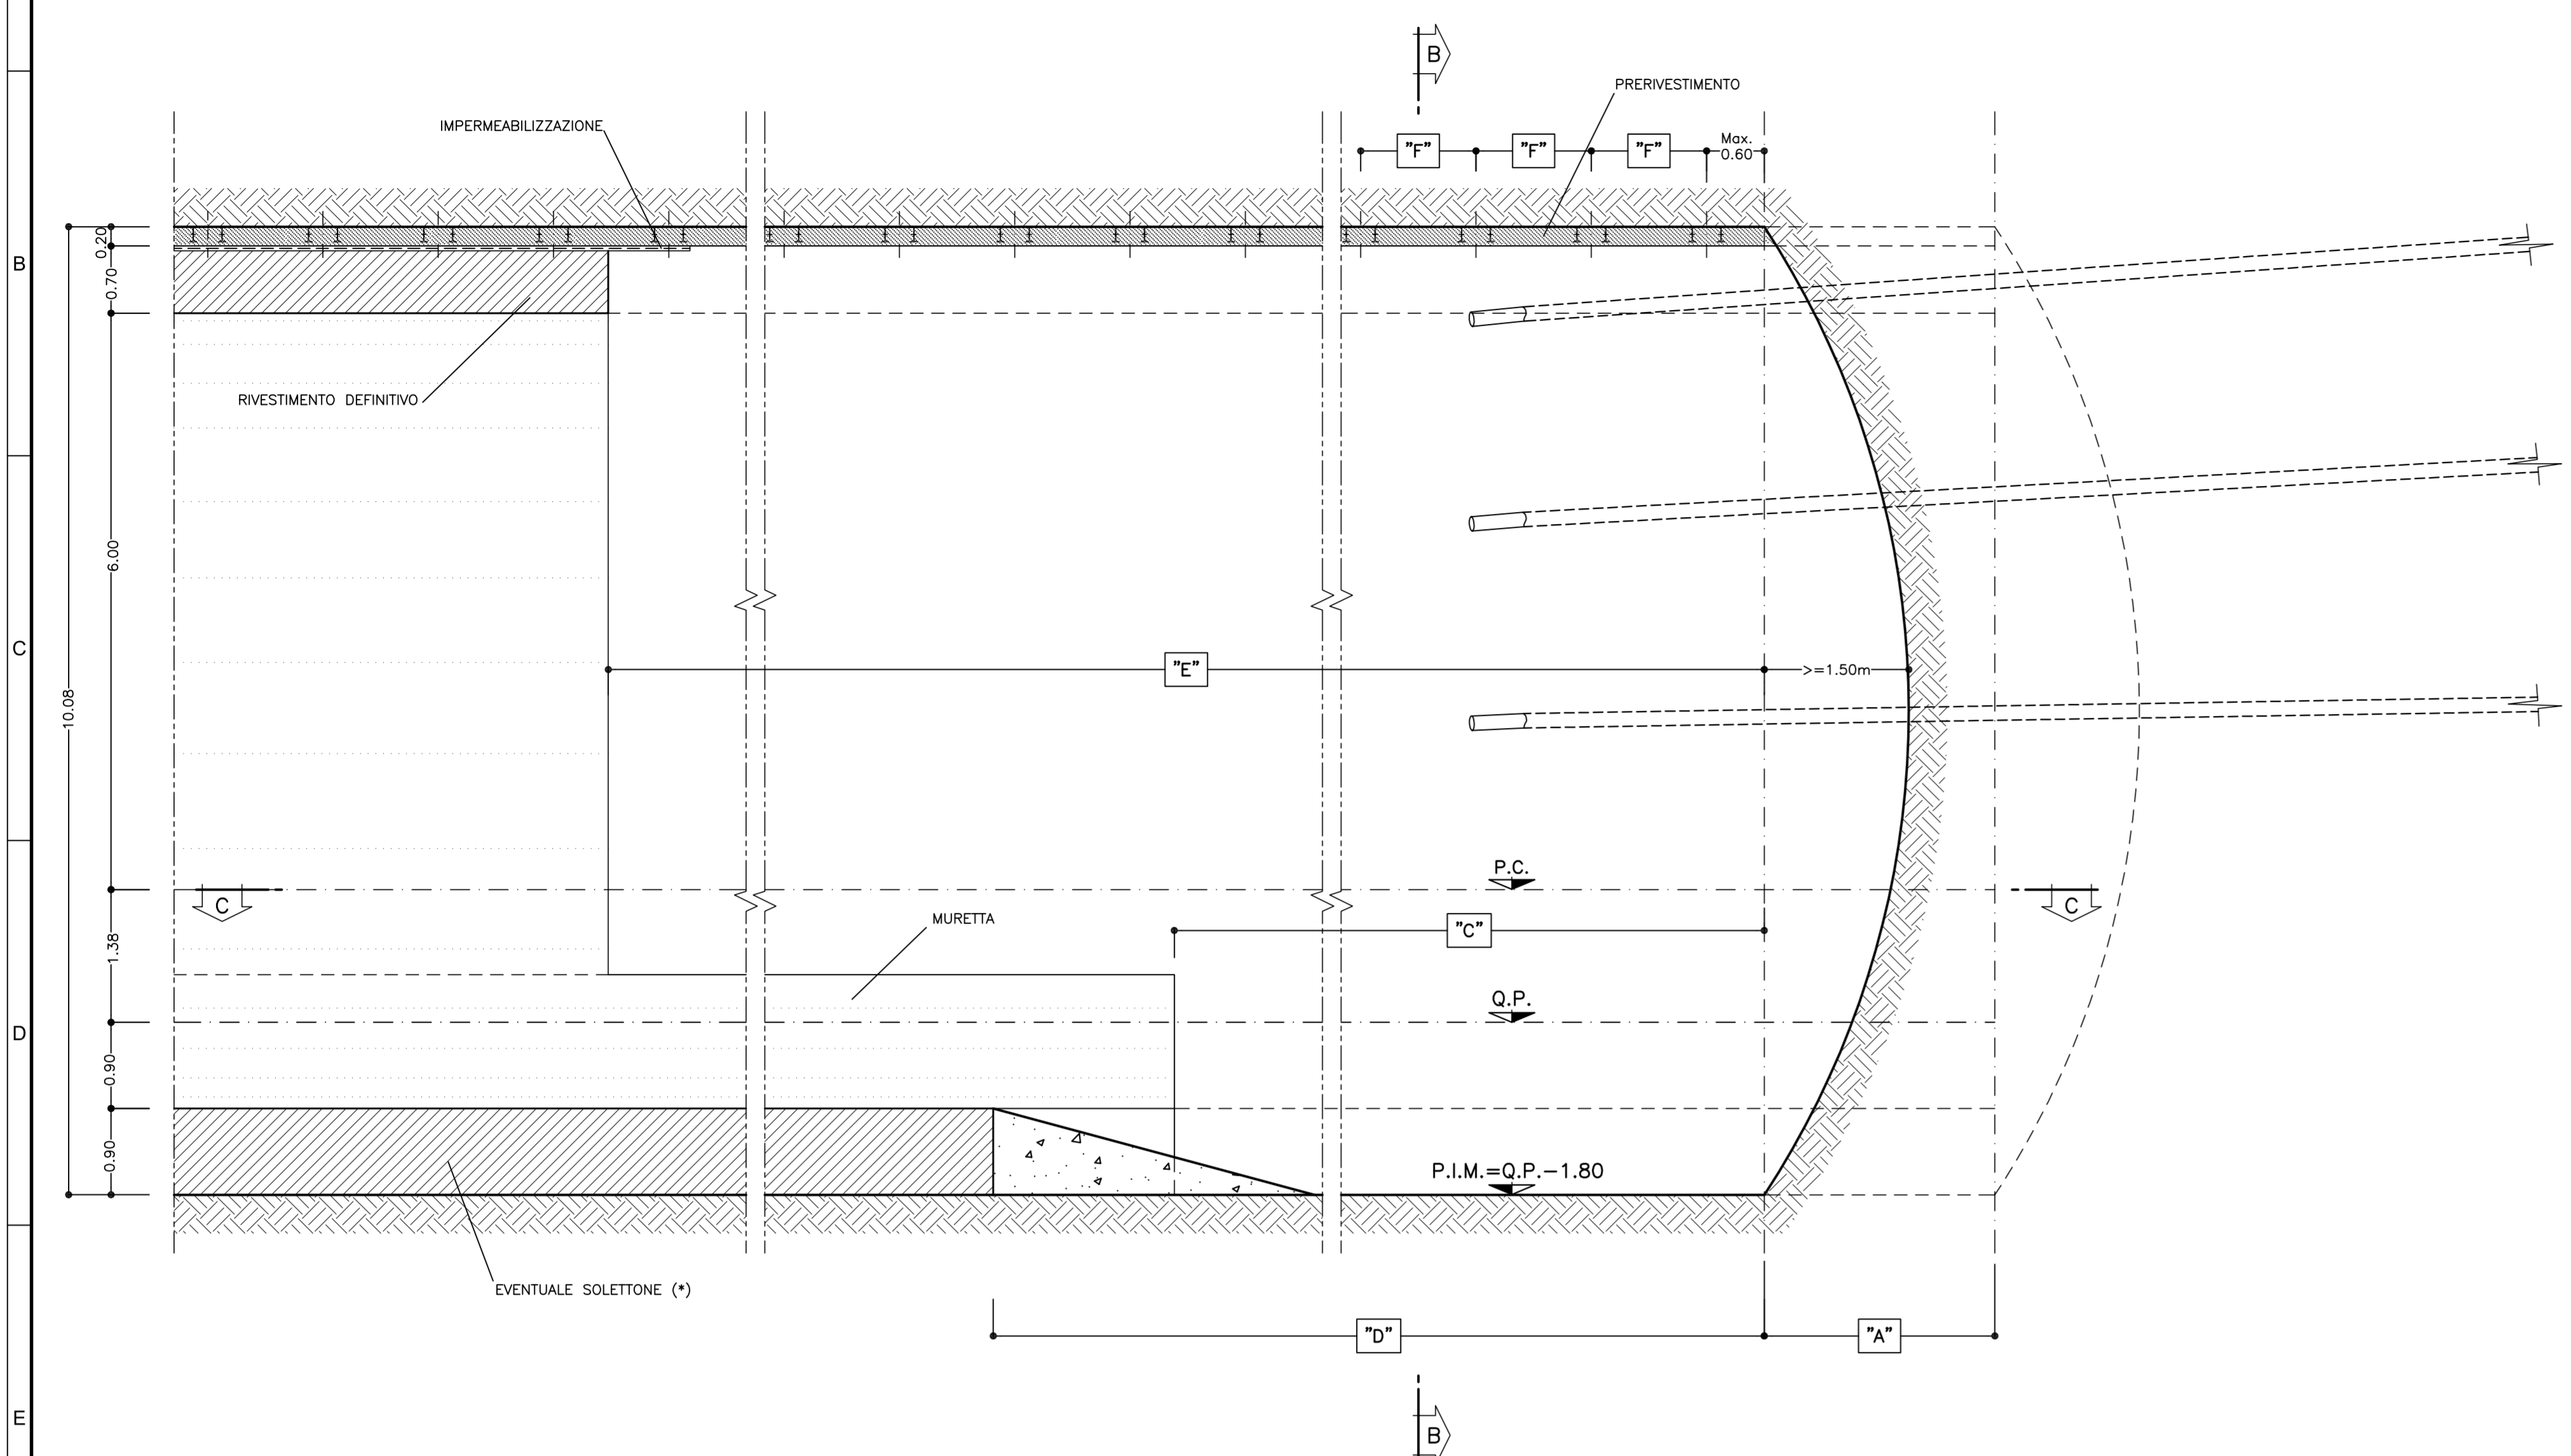 B
PRERIVESTIMENTO
IMPERMEABILIZZAZIONE
"F"
"F"
"F"
Max.
0.60
0.20
B
0.70
RIVESTIMENTO DEFINITIVO
6.00
C
"E"
>=1.50m
10.08
P.C.
C
C
MURETTA
"C"
1.38
Q.P.
D
0.90
0.90
P.I.M.=Q.P.-1.80
EVENTUALE SOLETTONE (*)
"D"
"A"
E
B